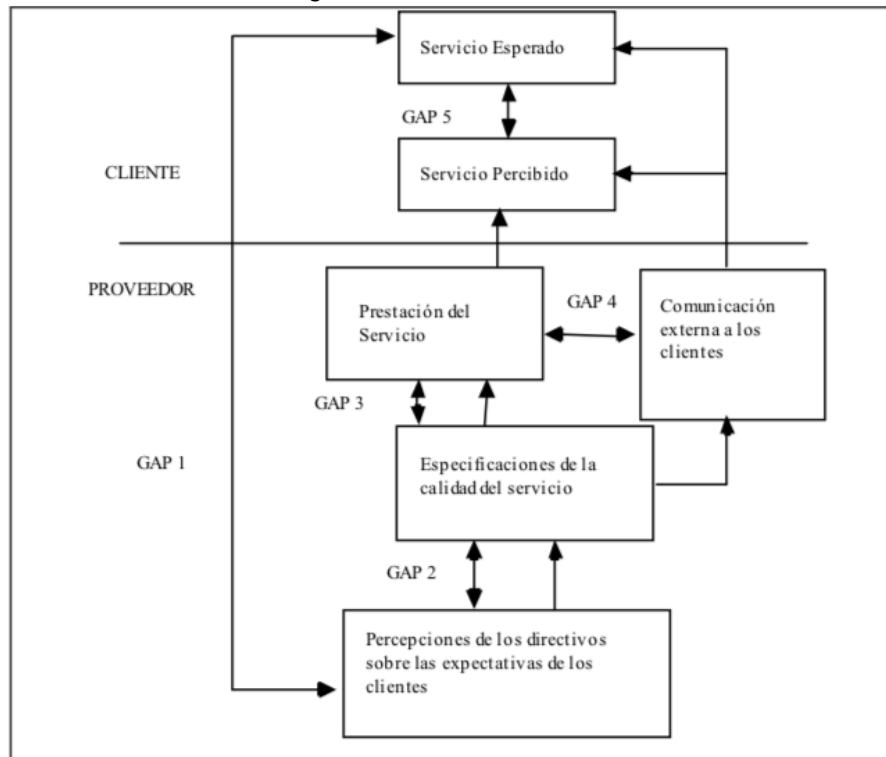 Servicio Esperado
GAP 5
CLIENTE
Servicio Percibido
PROVEEDOR
Prestación del
Servicio
GAP 4
Comunicación
externa a los
clientes
GAP 3
GAP 1
Especificaciones de la
calidad del servicio
GAP 2
Percepciones de los directivos
sobre las expectativas de los
clientes